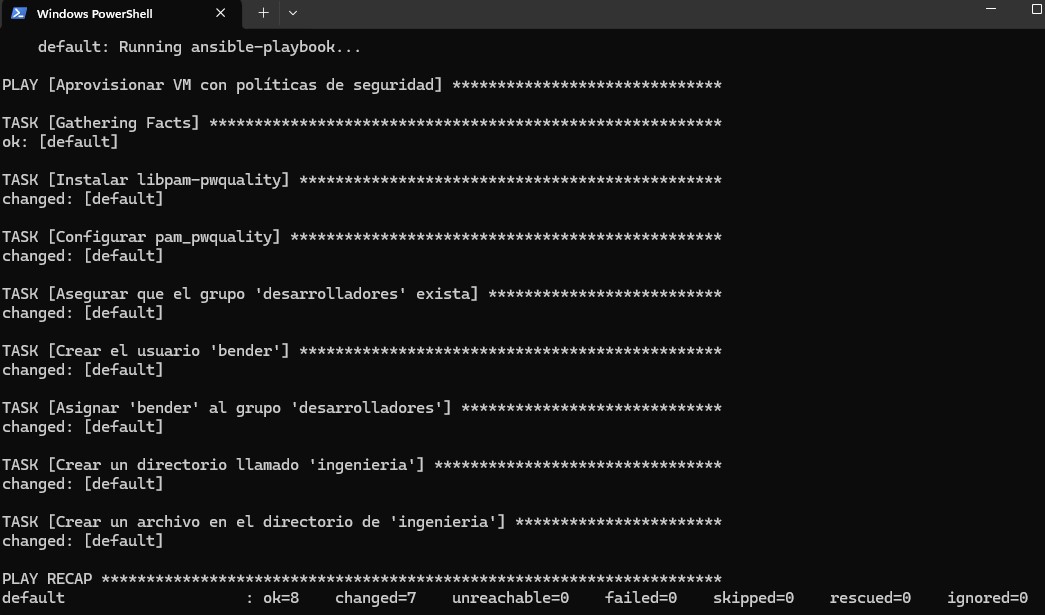 Windows PowerShell
default: Running ansible-playbook...
PLAY [Aprovisionar VM con políticas de seguridad] ******************************
TASK [Gathering Facts] *********************************************************
ok: [default]
TASK [Instalar libpam-pwquality] ***********************************************
changed: [default]
TASK [Configurar pam_pwquality] ************************************************
changed: [default]
TASK [Asegurar que el grupo 'desarrolladores' exista] **************************
changed: [default]
TASK [Crear el usuario 'bender'] ***********************************************
changed: [default]
TASK [Asignar 'bender' al grupo 'desarrolladores'] *****************************
changed: [default]
TASK [Crear un directorio llamado 'ingenieria'] ********************************
changed: [default]
TASK [Crear un archivo en el directorio de 'ingenieria'] ***********************
changed: [default]
PLAY RECAP *********************************************************************
default                    : ok=8    changed=7    unreachable=0    failed=0    skipped=0    rescued=0    ignored=0